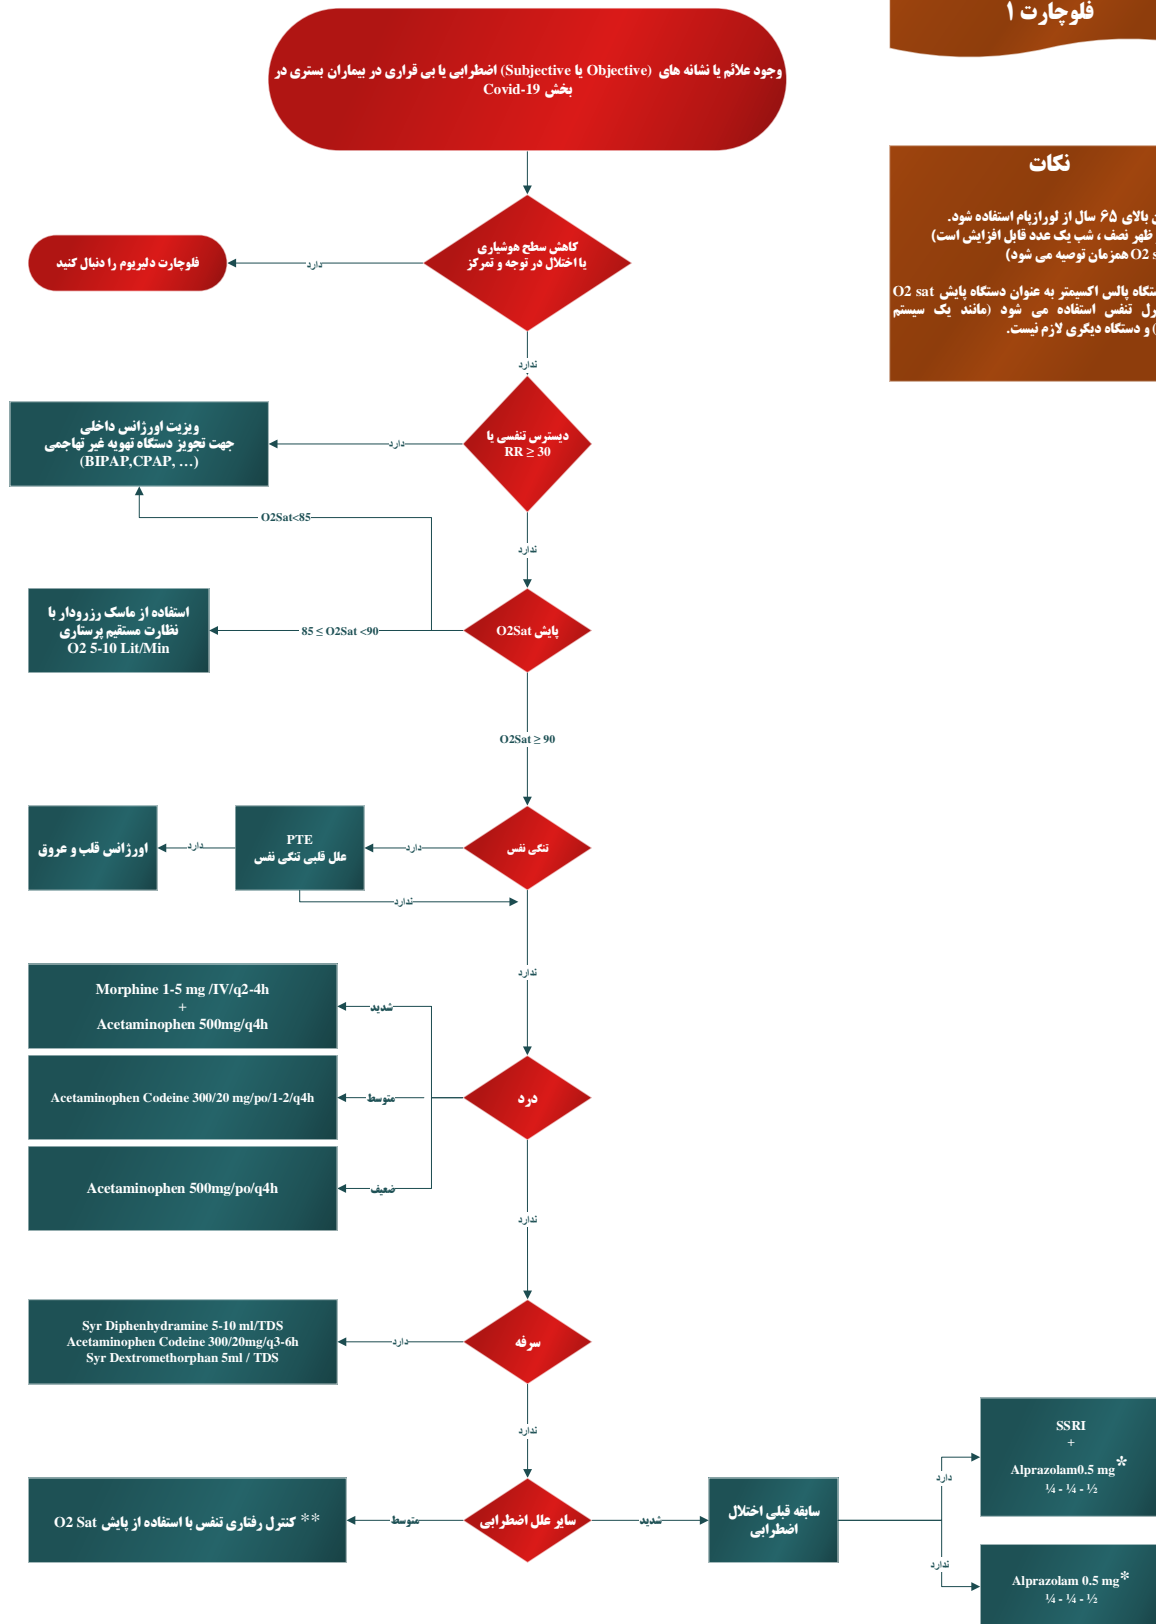 فلوچارت ۱
وجود علائم یا نشانه های (Objective یا Subjective) اضطرابی یا بی قراری در بیماران بستری در
بخش Covid-19
نکات
بالای ۶۵ سال از لورازپام استفاده شود.
ظهر نصف ، شب یک عدد قابل افزایش است)
O2 همزمان توصیه می شود)
پالس اکسیمتر به عنوان دستگاه پایش O2 sat
تنفس استفاده می شود (مانند یک سیستم
) و دستگاه دیگری لازم نیست.
کاهش سطح هوشیاری
یا اختلال در توجه و تمرکز
دارد
فلوچارت دلیریوم را دنبال کنید
ندارد
دیسترس تنفسی یا
RR ≥ 30
دارد
ویزیت اورژانس داخلی
جهت تجویز دستگاه تهویه غیر تهاجمی
(BIPAP,CPAP, …)
O2Sat<85
ندارد
پایش O2Sat
85 ≤ O2Sat <90
استفاده از ماسک رزرودار با
نظارت مستقیم پرستاری
O2 5-10 Lit/Min
O2Sat ≥ 90
تنگی نفس
دارد
PTE
علل قلبی تنگی نفس
دارد
اورژانس قلب و عروق
ندارد
ندارد
درد
شدید
Morphine 1-5 mg /IV/q2-4h
+
Acetaminophen 500mg/q4h
متوسط
Acetaminophen Codeine 300/20 mg/po/1-2/q4h
ضعیف
Acetaminophen 500mg/po/q4h
ندارد
سرفه
دارد
Syr Diphenhydramine 5-10 ml/TDS
Acetaminophen Codeine 300/20mg/q3-6h
Syr Dextromethorphan 5ml / TDS
ندارد
سایر علل اضطرابی
متوسط
** کنترل رفتاری تنفس با استفاده از پایش O2 Sat
شدید
سابقه قبلی اختلال
اضطرابی
دارد
SSRI
+
Alprazolam0.5 mg*
¼ - ¼ - ½
ندارد
Alprazolam 0.5 mg*
¼ - ¼ - ½